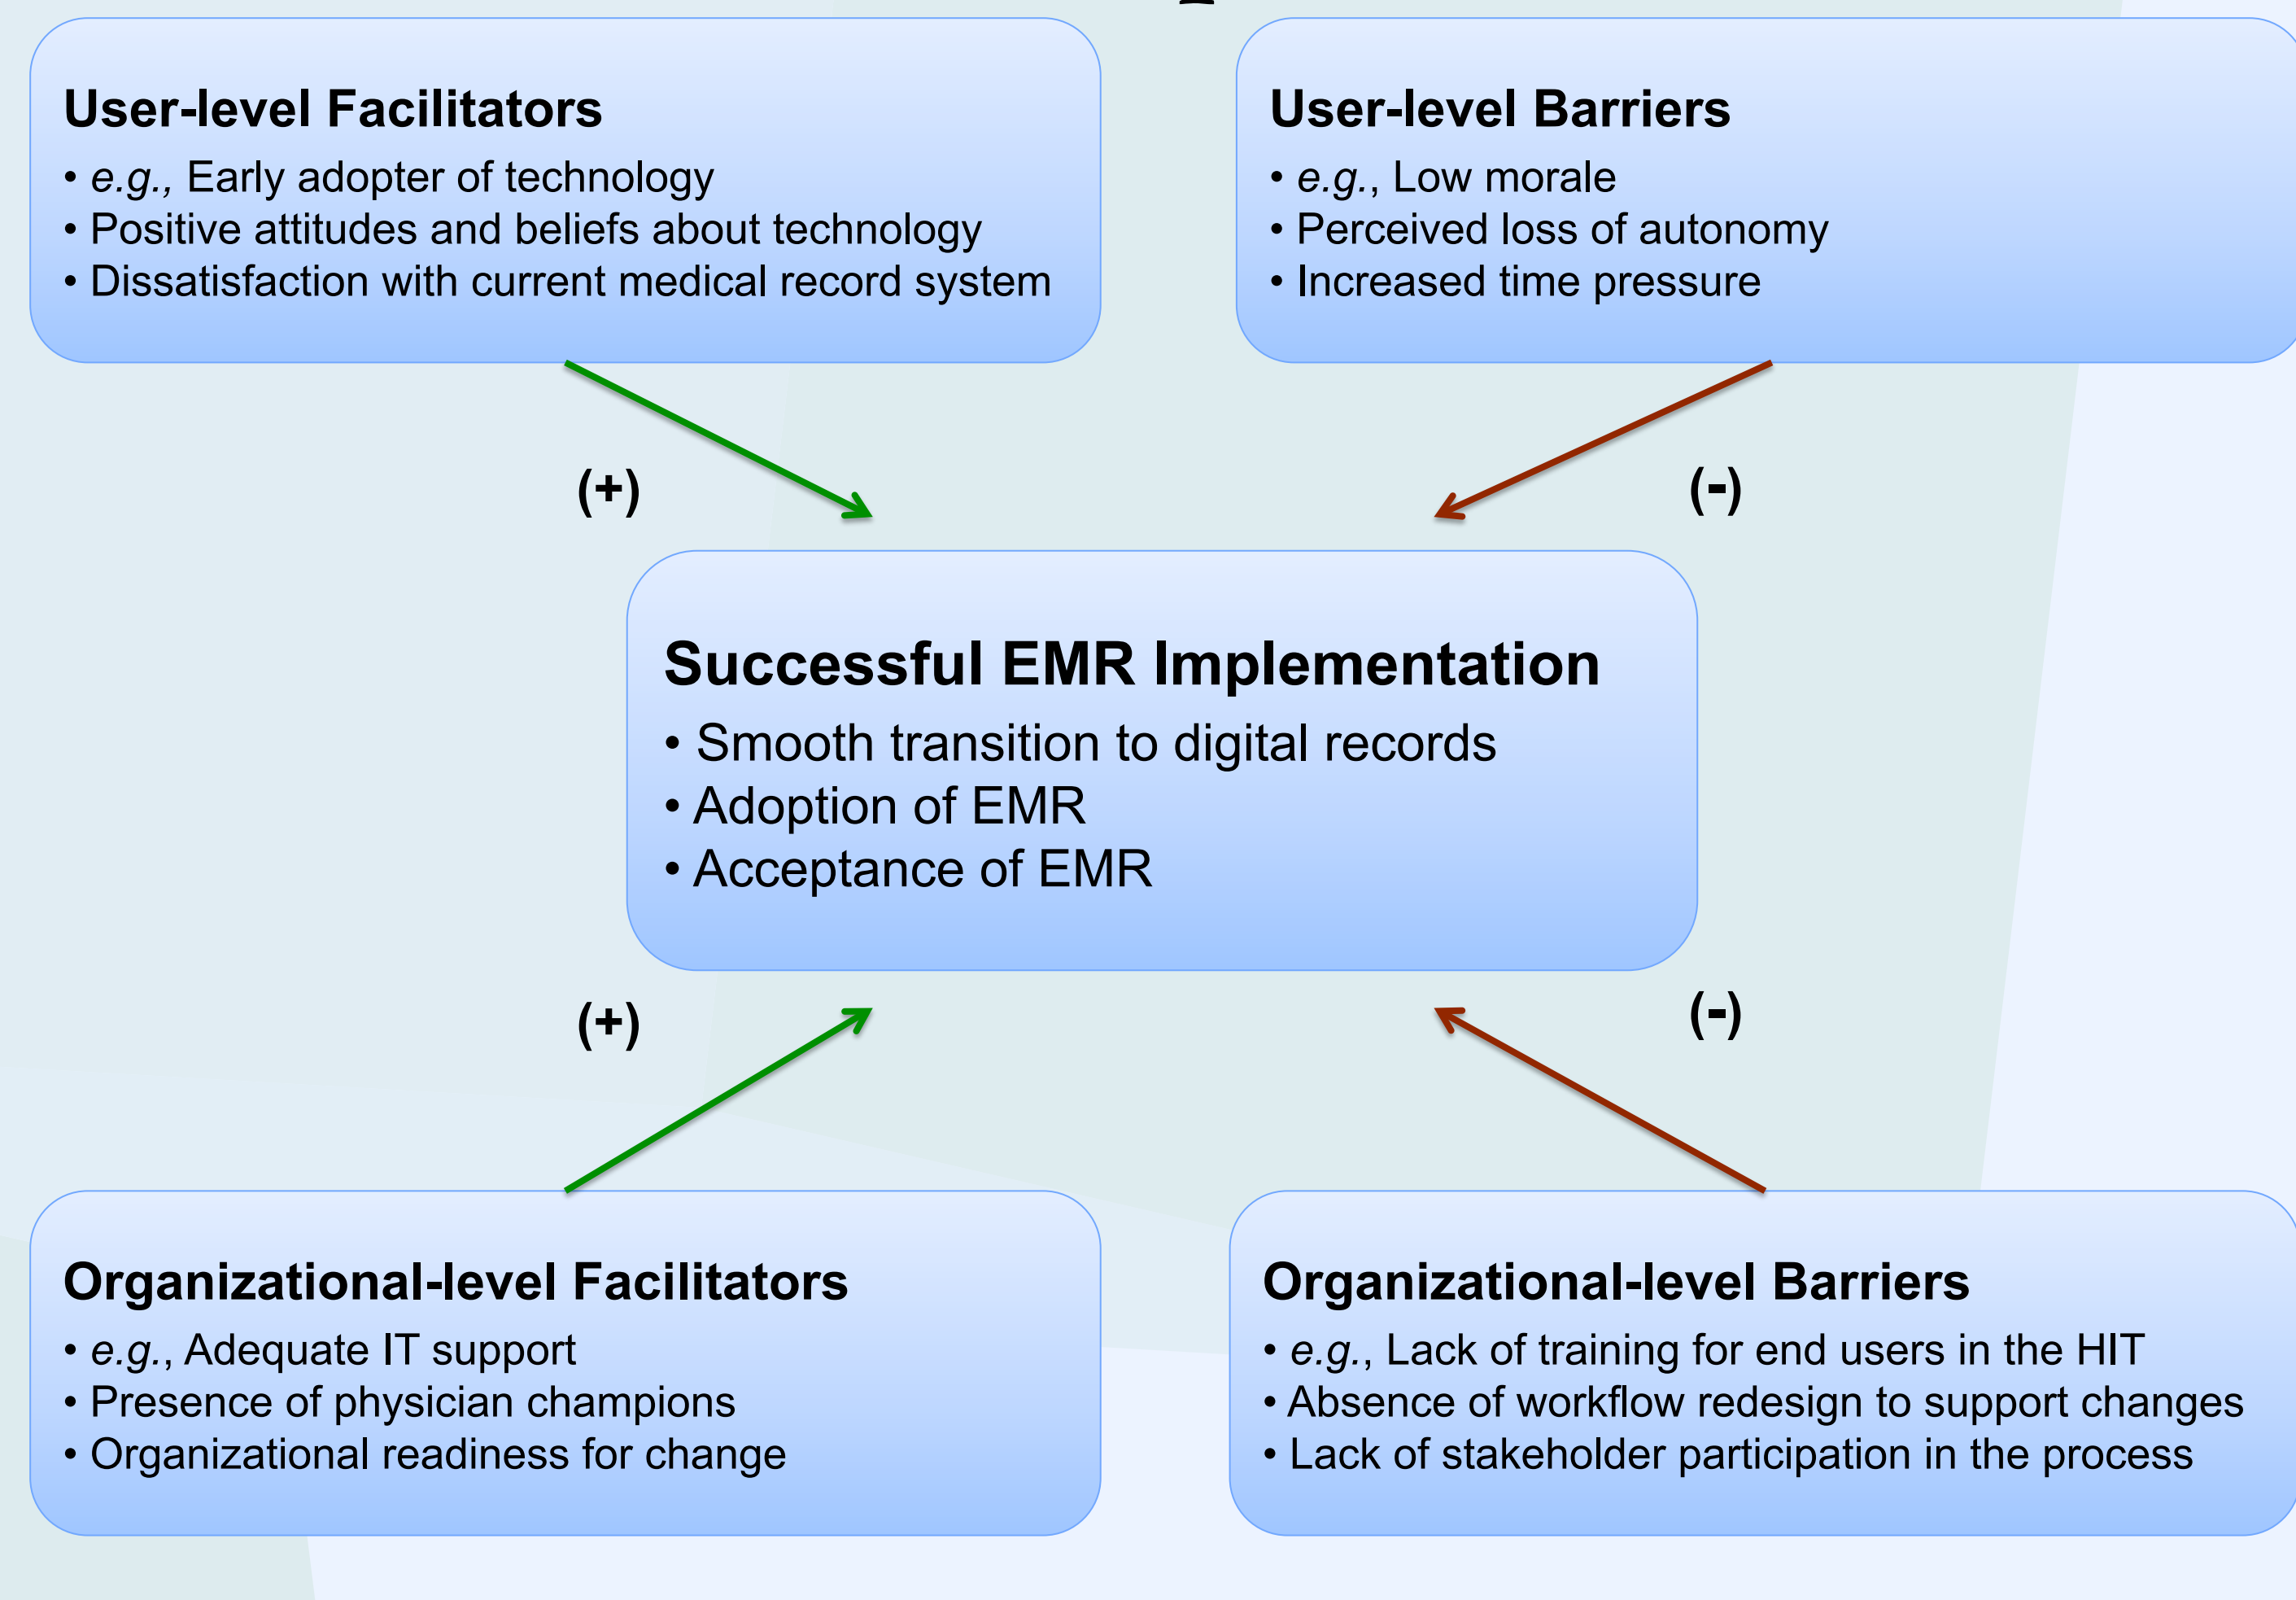 User-level Facilitators
• e.g., Early adopter of technology
• Positive attitudes and beliefs about technology
• Dissatisfaction with current medical record system
User-level Barriers
• e.g., Low morale
• Perceived loss of autonomy
• Increased time pressure
(+)
(-)
Successful EMR Implementation
• Smooth transition to digital records
• Adoption of EMR
• Acceptance of EMR
(+)
(-)
Organizational-level Facilitators
• e.g., Adequate IT support
• Presence of physician champions
• Organizational readiness for change
Organizational-level Barriers
• e.g., Lack of training for end users in the HIT
• Absence of workflow redesign to support changes
• Lack of stakeholder participation in the process